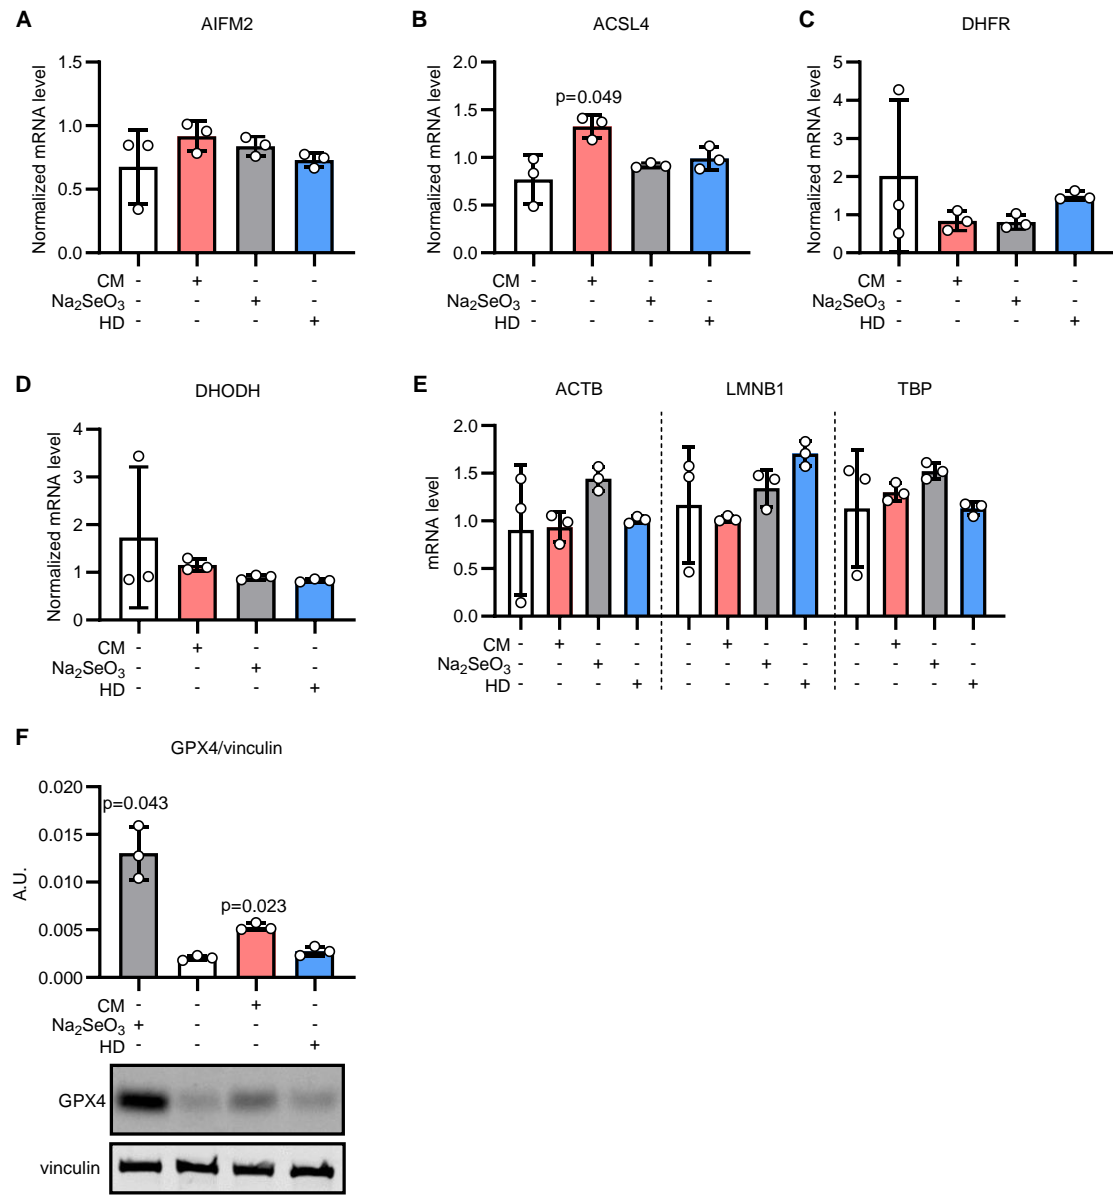 A
AIFM2
Normalized mRNA level
1.5
1.0
0.5
0.0
CM - + - -
Na₂SeO₃ - - + -
HD - - - +
B
ACSL4
Normalized mRNA level
2.0
1.5
1.0
0.5
0.0
p=0.049
CM - + - -
Na₂SeO₃ - - + -
HD - - - +
C
DHFR
Normalized mRNA level
5
4
3
2
1
0
CM - + - -
Na₂SeO₃ - - + -
HD - - - +
D
DHODH
Normalized mRNA level
4
3
2
1
0
CM - + - -
Na₂SeO₃ - - + -
HD - - - +
E
ACTB LMNB1 TBP
mRNA level
2.0
1.5
1.0
0.5
0.0
CM - + - - - + - - - + - -
Na₂SeO₃ - - + - - - + - - - + -
HD - - - + - - - + - - - +
F
GPX4/vinculin
A.U.
0.020
0.015
0.010
0.005
0.000
p=0.043
p=0.023
CM - - + -
Na₂SeO₃ + - - -
HD - - - +
GPX4
vinculin